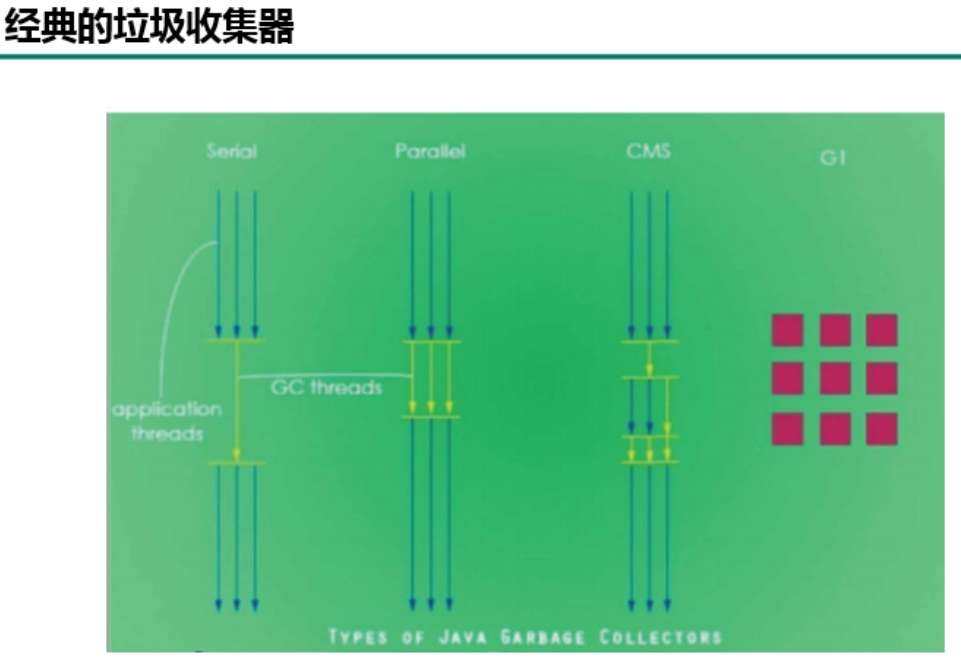 经典的垃圾收集器
Serial
Parallel
CMS
G1
GC threads
application
threads
TYPES OF JAVA GARBAGE COLLECTORS